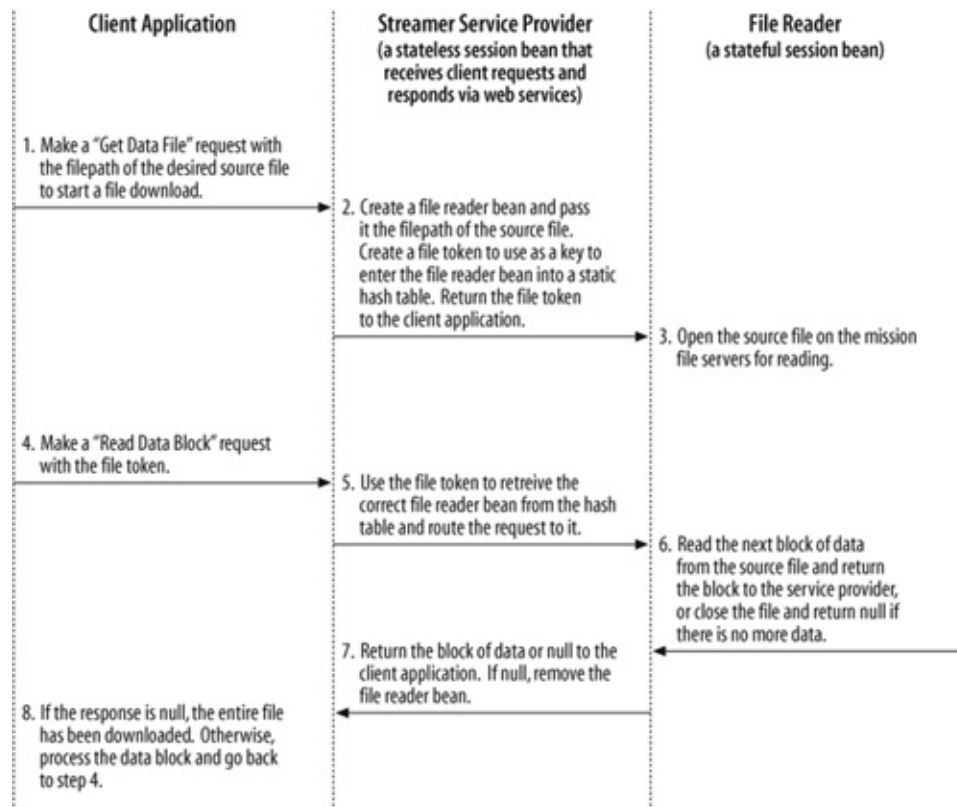 Client Application
Streamer Service Provider
(a stateless session bean that
receives client requests and
responds via web services)
File Reader
(a stateful session bean)
1. Make a “Get Data File” request with
the filepath of the desired source file
to start a file download.
2. Create a file reader bean and pass
it the filepath of the source file.
Create a file token to use as a key to
enter the file reader bean into a static
hash table. Return the file token
to the client application.
3. Open the source file on the mission
file servers for reading.
4. Make a “Read Data Block” request
with the file token.
5. Use the file token to retreive the
correct file reader bean from the hash
table and route the request to it.
6. Read the next block of data
from the source file and return
the block to the service provider,
or close the file and return null if
there is no more data.
7. Return the block of data or null to the
client application. If null, remove the
file reader bean.
8. If the response is null, the entire file
has been downloaded. Otherwise,
process the data block and go back
to step 4.